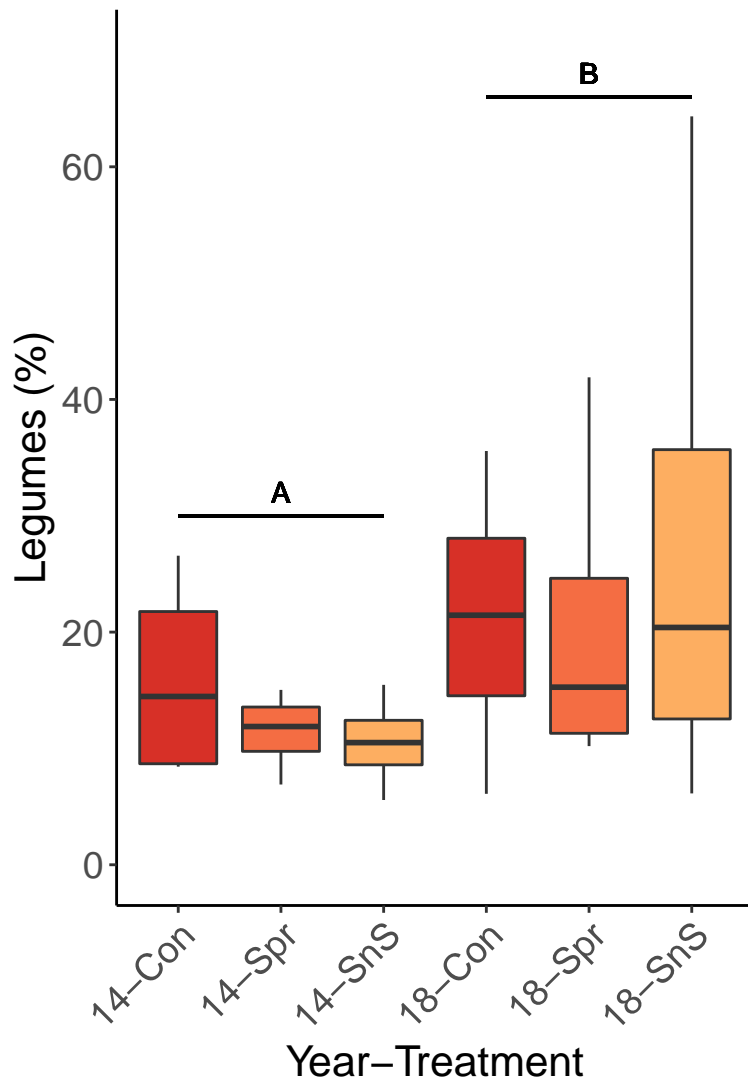 B
60
40
A
20
0
Legumes (%)
14–Con
14–Spr
14–SnS
18–Con
18–Spr
18–SnS
Year–Treatment